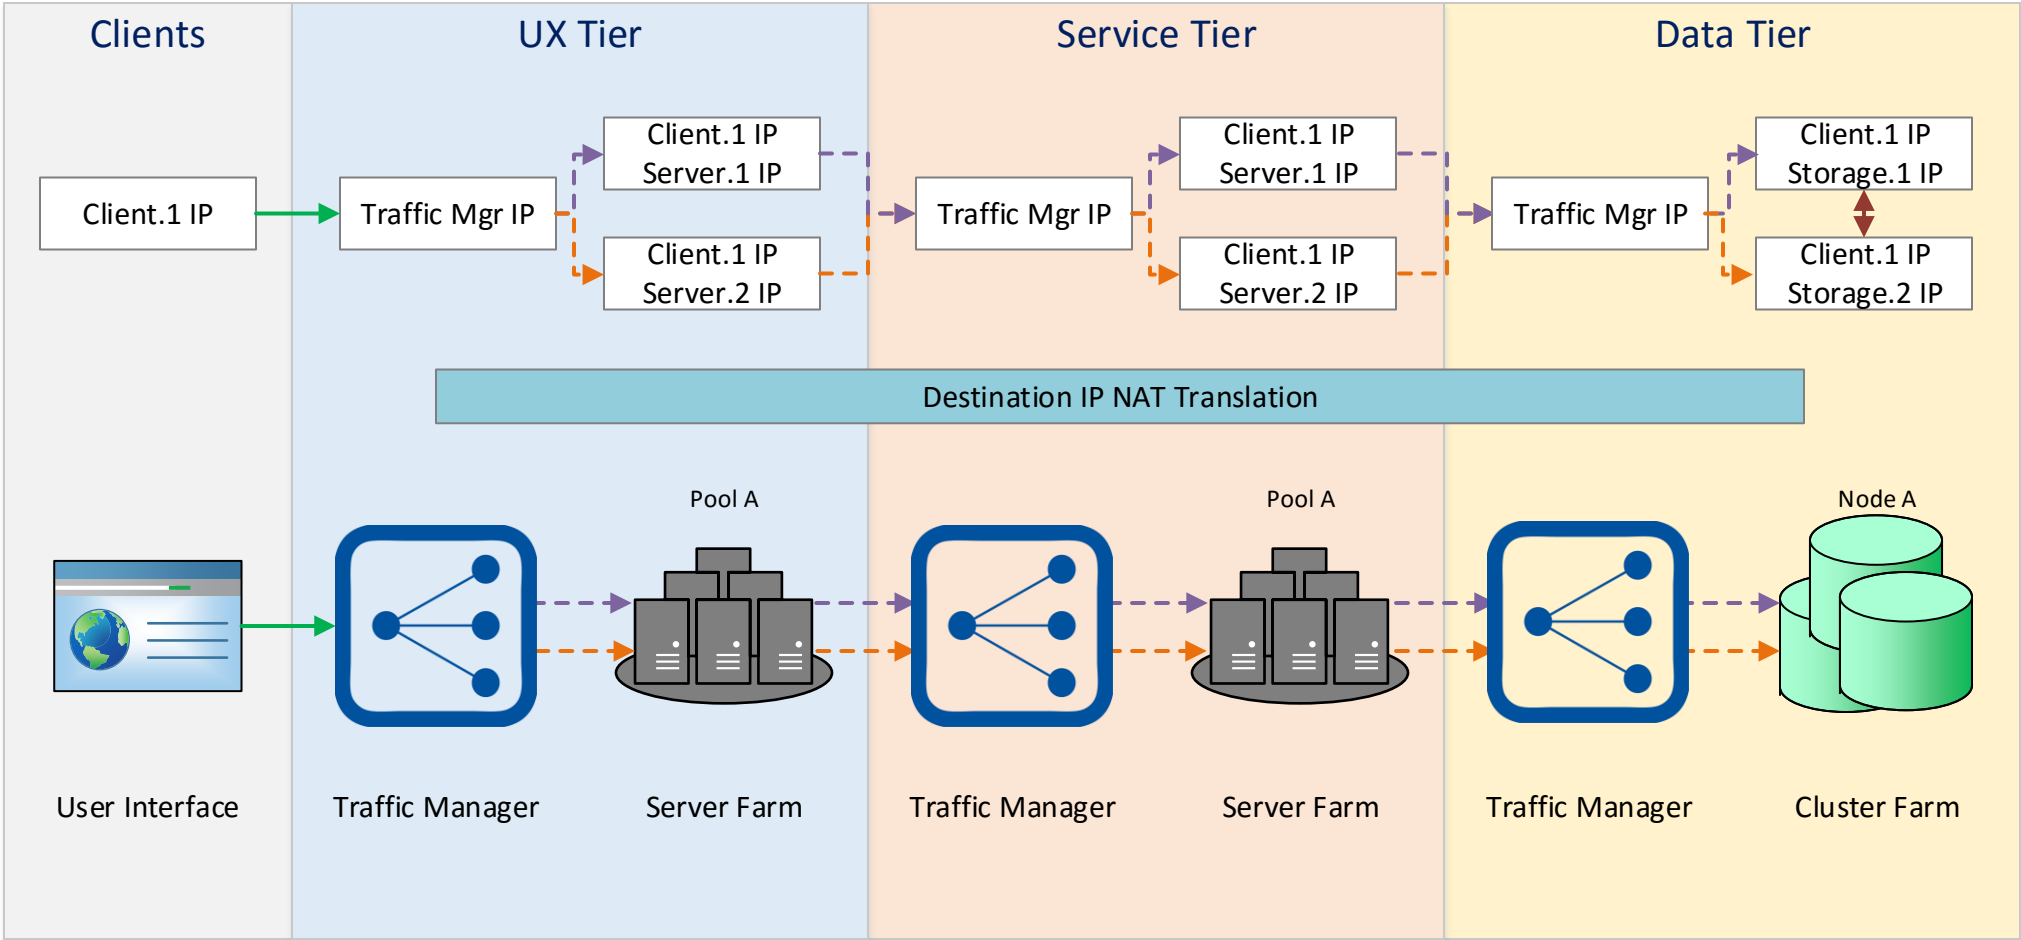 Clients
UX Tier
Service Tier
Data Tier
Client.1 IP
Traffic Mgr IP
Client.1 IP
Server.1 IP
Client.1 IP
Server.2 IP
Traffic Mgr IP
Client.1 IP
Server.1 IP
Client.1 IP
Server.2 IP
Traffic Mgr IP
Client.1 IP
Storage.1 IP
Client.1 IP
Storage.2 IP
Destination IP NAT Translation
Pool A
Pool A
Node A
User Interface
Traffic Manager
Server Farm
Traffic Manager
Server Farm
Traffic Manager
Cluster Farm